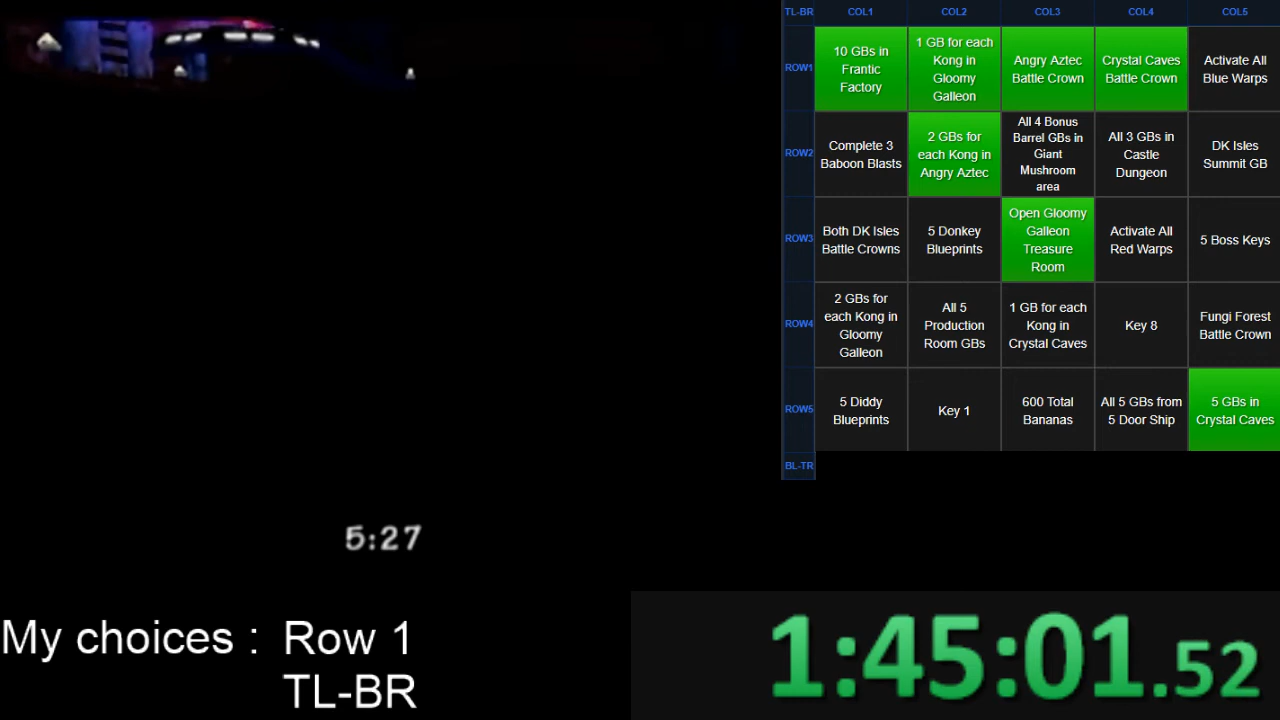 TL-BR COL1 COL2 COL3 COL4 COL5
ROW1
10 GBs in
Frantic
Factory
1 GB for each
Kong in
Gloomy
Galleon
Angry Aztec
Battle Crown
Crystal Caves
Battle Crown
Activate All
Blue Warps
ROW2
Complete 3
Baboon Blasts
2 GBs for
each Kong in
Angry Aztec
All 4 Bonus
Barrel GBs in
Giant
Mushroom
area
All 3 GBs in
Castle
Dungeon
DK Isles
Summit GB
ROW3
Both DK Isles
Battle Crowns
5 Donkey
Blueprints
Open Gloomy
Galleon
Treasure
Room
Activate All
Red Warps
5 Boss Keys
ROW4
2 GBs for
each Kong in
Gloomy
Galleon
All 5
Production
Room GBs
1 GB for each
Kong in
Crystal Caves
Key 8
Fungi Forest
Battle Crown
ROW5
5 Diddy
Blueprints
Key 1
600 Total
Bananas
All 5 GBs from
5 Door Ship
5 GBs in
Crystal Caves
BL-TR
5:27
My choices : Row 1
TL-BR
1:45:01.52